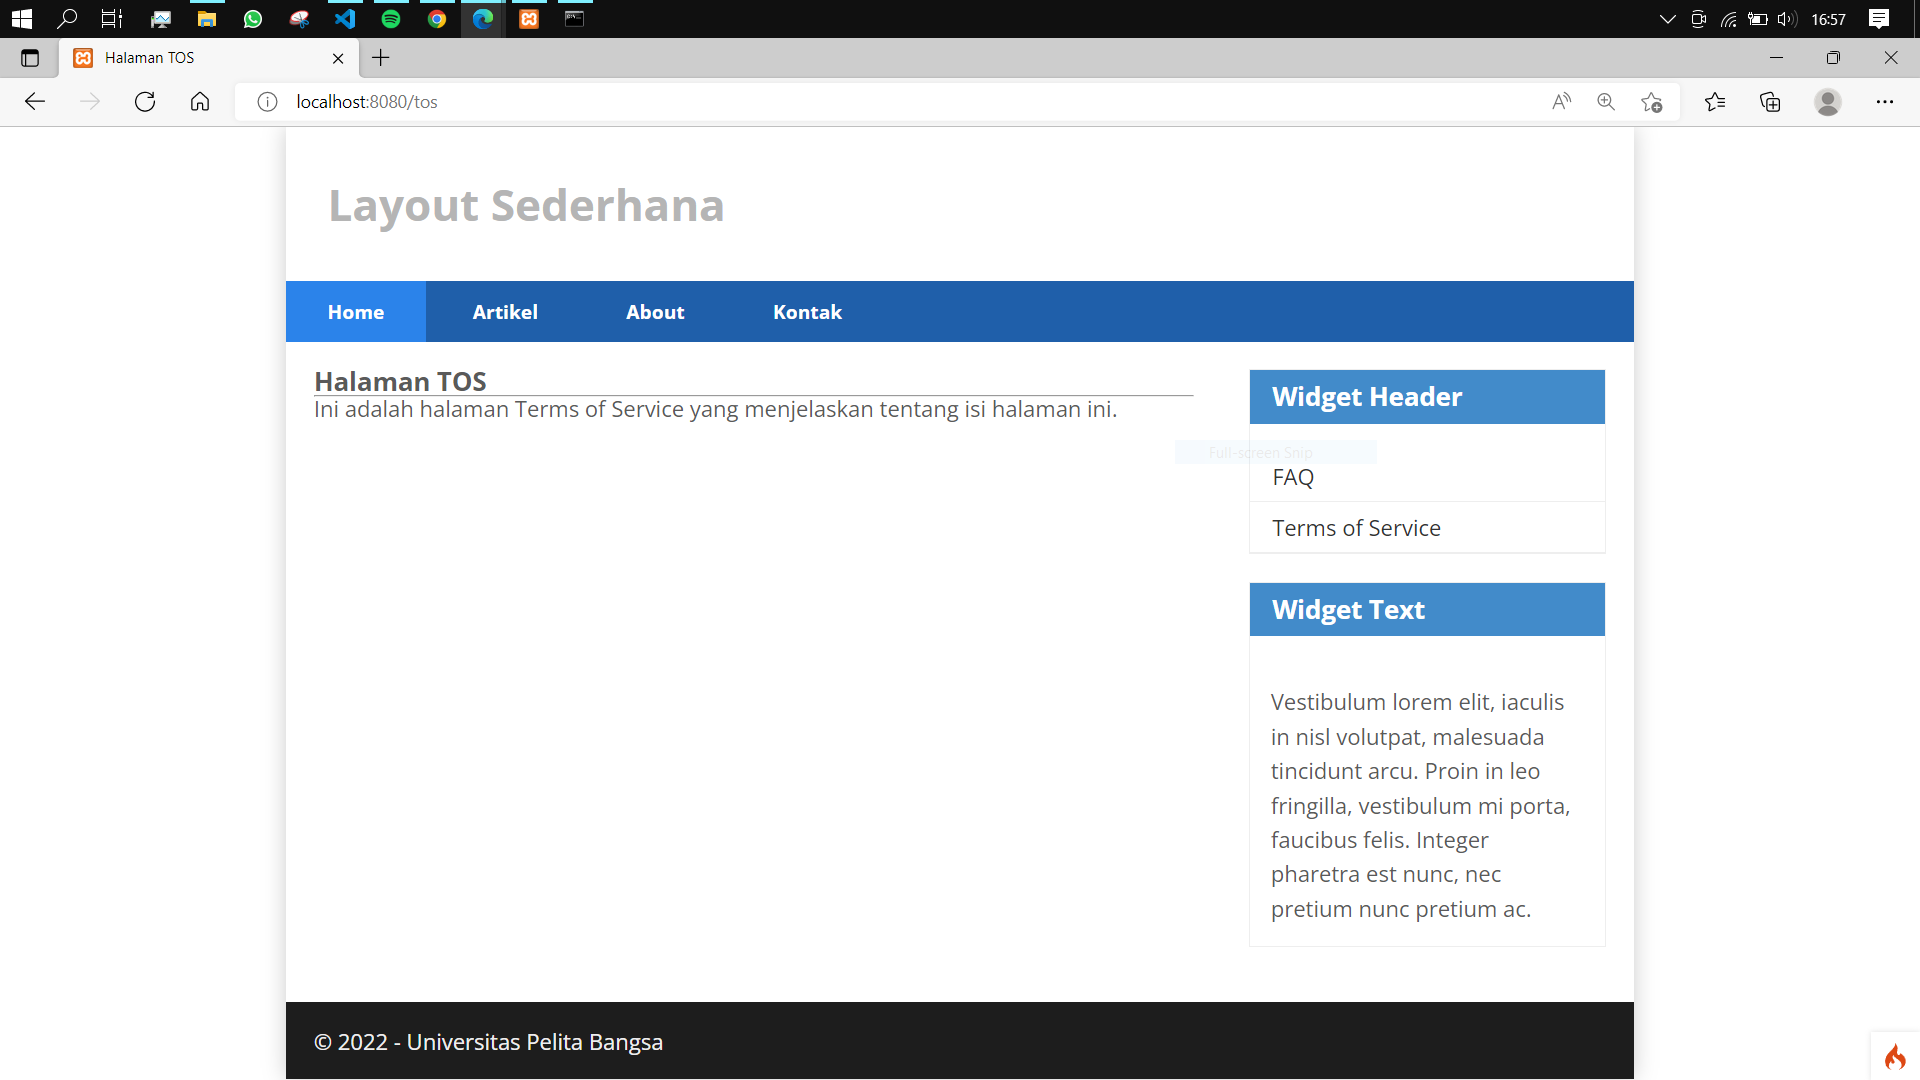 16:57
Halaman TOS
localhost:8080/tos
Layout Sederhana
Home Artikel About Kontak
Halaman TOS
Ini adalah halaman Terms of Service yang menjelaskan tentang isi halaman ini.
Widget Header
Full-screen Snip
FAQ
Terms of Service
Widget Text
Vestibulum lorem elit, iaculis
in nisl volutpat, malesuada
tincidunt arcu. Proin in leo
fringilla, vestibulum mi porta,
faucibus felis. Integer
pharetra est nunc, nec
pretium nunc pretium ac.
© 2022 - Universitas Pelita Bangsa